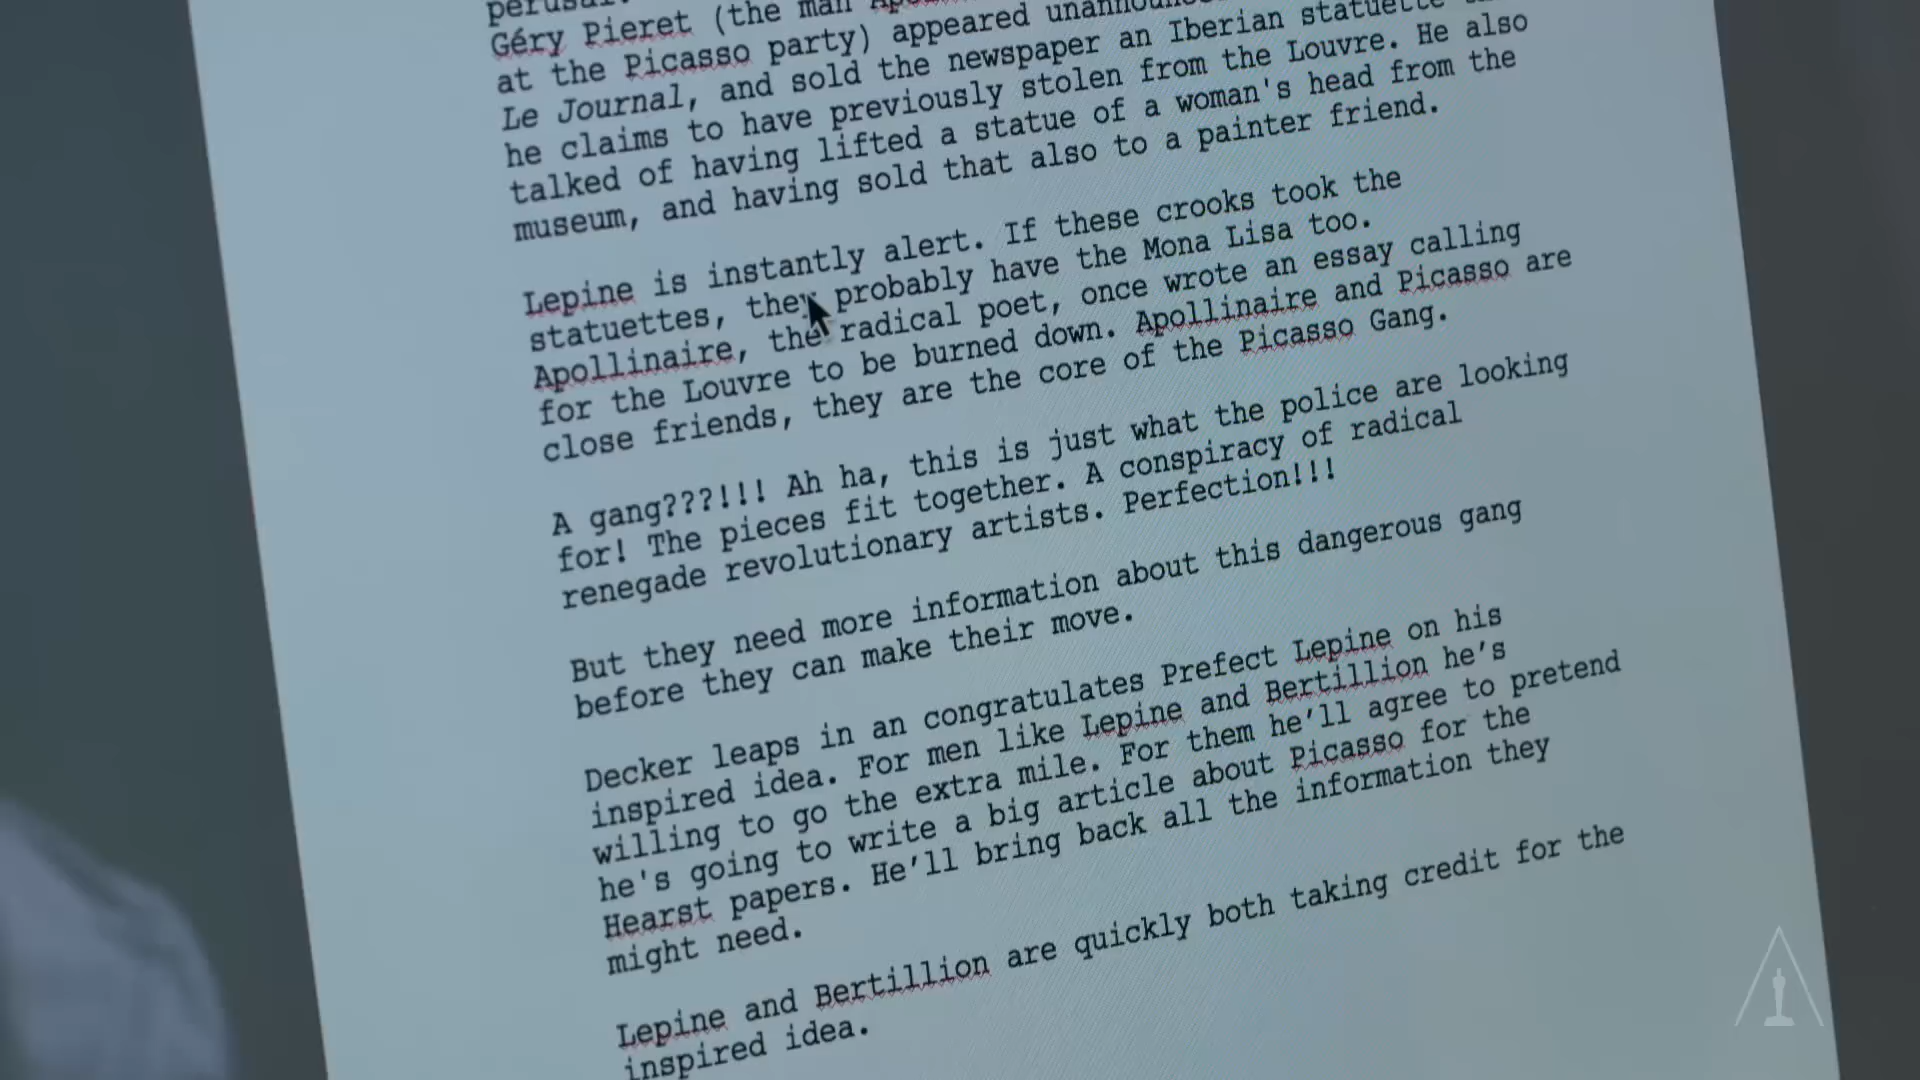 perusal.
Géry Pieret (the man
at the Picasso party) appeared
Le Journal, and sold the newspaper an Iberian statuette
he claims to have previously stolen from the Louvre. He also
talked of having lifted a statue of a woman's head from the
museum, and having sold that also to a painter friend.
Lepine is instantly alert. If these crooks took the
statuettes, they probably have the Mona Lisa too.
Apollinaire, the radical poet, once wrote an essay calling
for the Louvre to be burned down. Apollinaire and Picasso are
close friends, they are the core of the Picasso Gang.
A gang???!!! Ah ha, this is just what the police are looking
for! The pieces fit together. A conspiracy of radical
renegade revolutionary artists. Perfection!!!
But they need more information about this dangerous gang
before they can make their move.
Decker leaps in an congratulates Prefect Lepine on his
inspired idea. For men like Lepine and Bertillion he's
willing to go the extra mile. For them he'll agree to pretend
he's going to write a big article about Picasso for the
Hearst papers. He'll bring back all the information they
might need.
Lepine and Bertillion are quickly both taking credit for the
inspired idea.